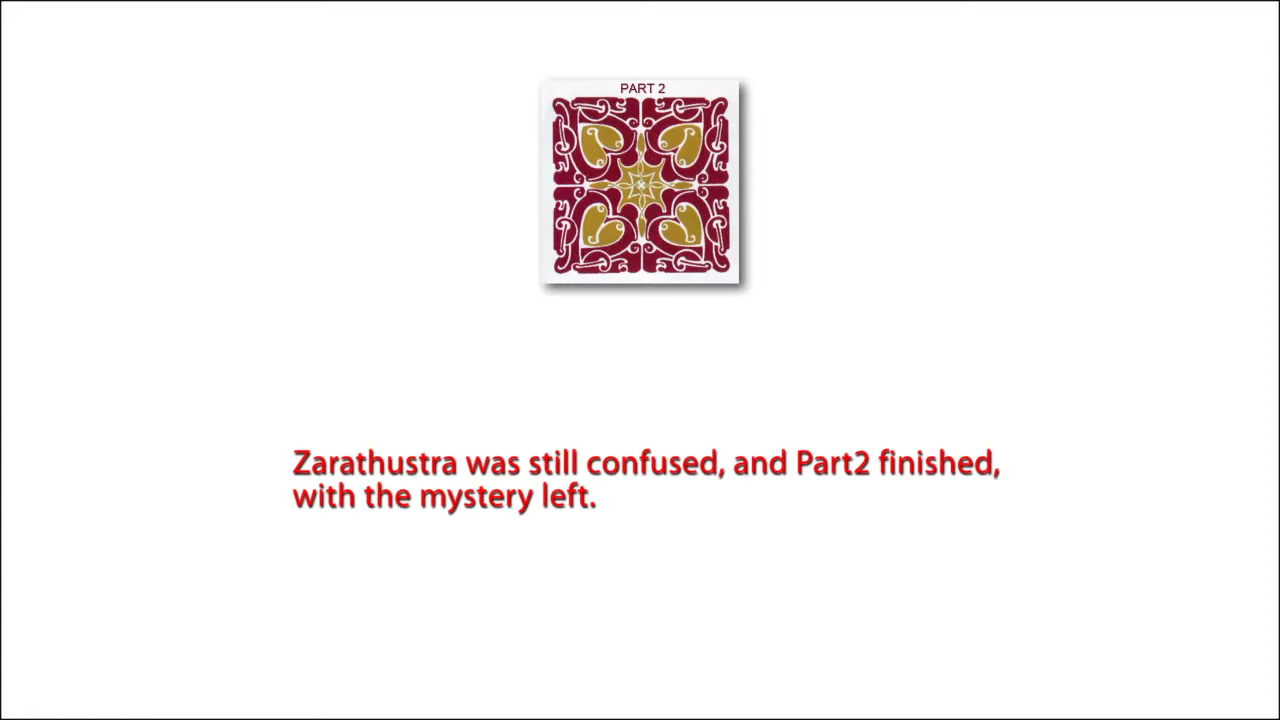 PART 2
Zarathustra was still confused, and Part2 finished,
with the mystery left.